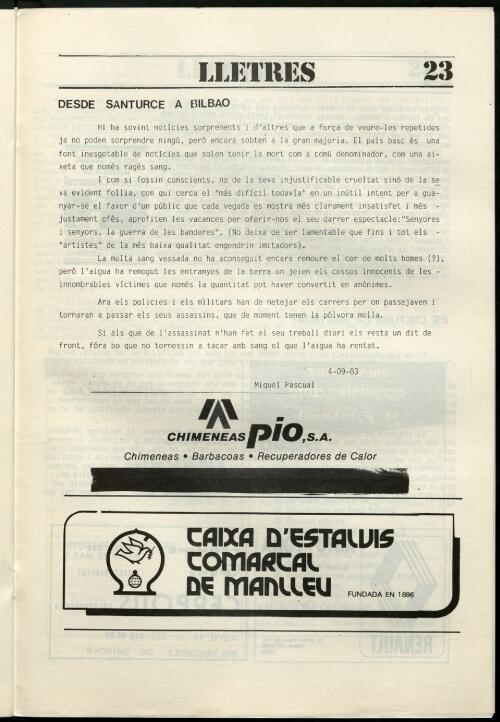 LLETRES 23
DESDE SANTURCE A BILBAO
Hi ha sovint notícies sorprenents i d'altres que a força de veure-les repetides
ja no poden sorprendre ningú, però encara sobten a la gran majoria. El país basc és una
font inesgotable de notícies que solen tenir la mort com a comú denominador, com una ai-
xeta que només ragés sang.
I com si fossin conscients, no de la seva injustificable crueltat sinó de la se
va evident follia, com qui cerca el "más difícil todavía" en un inútil intent per a gua-
nyar-se el favor d'un públic que cada vegada es mostra més clarament insatisfet i més -
justament ofès, aprofiten les vacances per oferir-nos el seu darrer espectacle:"Senyores
i senyors, la guerra de les banderes". (No deixa de ser lamentable que fins i tot els -
"artistes" de la més baixa qualitat engendrin imitadors).
La molta sang vessada no ha aconseguit encara remoure el cor de molts homes (?),
però l'aigua ha remogut les entranyes de la terra on jeien els cossos innocents de les -
innombrables víctimes que només la quantitat pot haver convertit en anònimes.
Ara els policies i els militars han de netejar els carrers per on passejaven i
tornaran a passar els seus assassins, que de moment tenen la pólvora molla.
Si als que de l'assassinat n'han fet el seu treball diari els resta un dit de
front, fóra bo que no tornessin a tacar amb sang el que l'aigua ha rentat.
4-09-83
Miquel Pascual
CHIMENEAS pio,S.A.
Chimeneas • Barbacoas • Recuperadores de Calor
CAIXA D'ESTALVIS
COMARCAL
DE MANLLEU
FUNDADA EN 1896